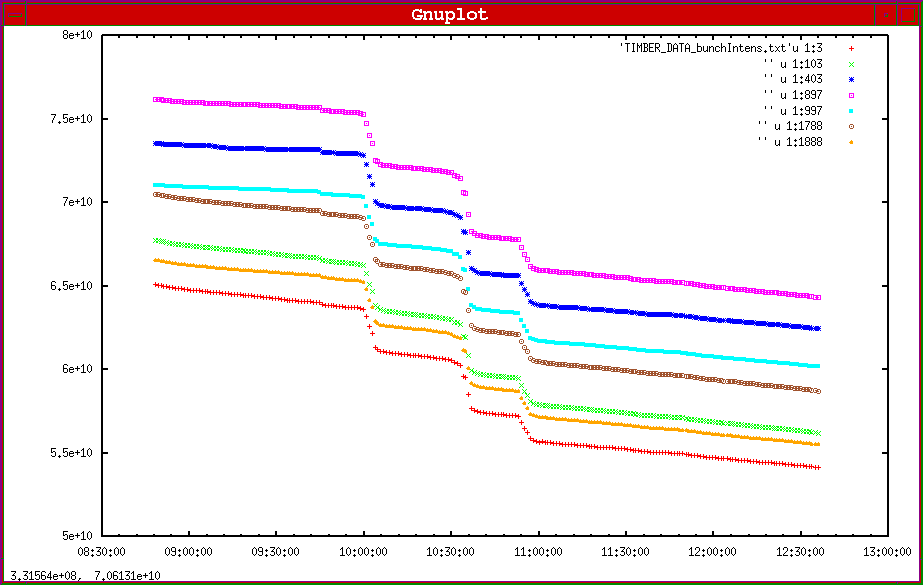 Gnuplot
8e+10
'TIMBER_DATA_bunchIntens.txt'u 1:3
'' u 1:103
'' u 1:403
'' u 1:897
'' u 1:997
'' u 1:1788
'' u 1:1888
7.5e+10
7e+10
6.5e+10
6e+10
5.5e+10
5e+10
08:30:00 09:00:00 09:30:00 10:00:00 10:30:00 11:00:00 11:30:00 12:00:00 12:30:00 13:00:00
3.31564e+08, 7.06131e+10